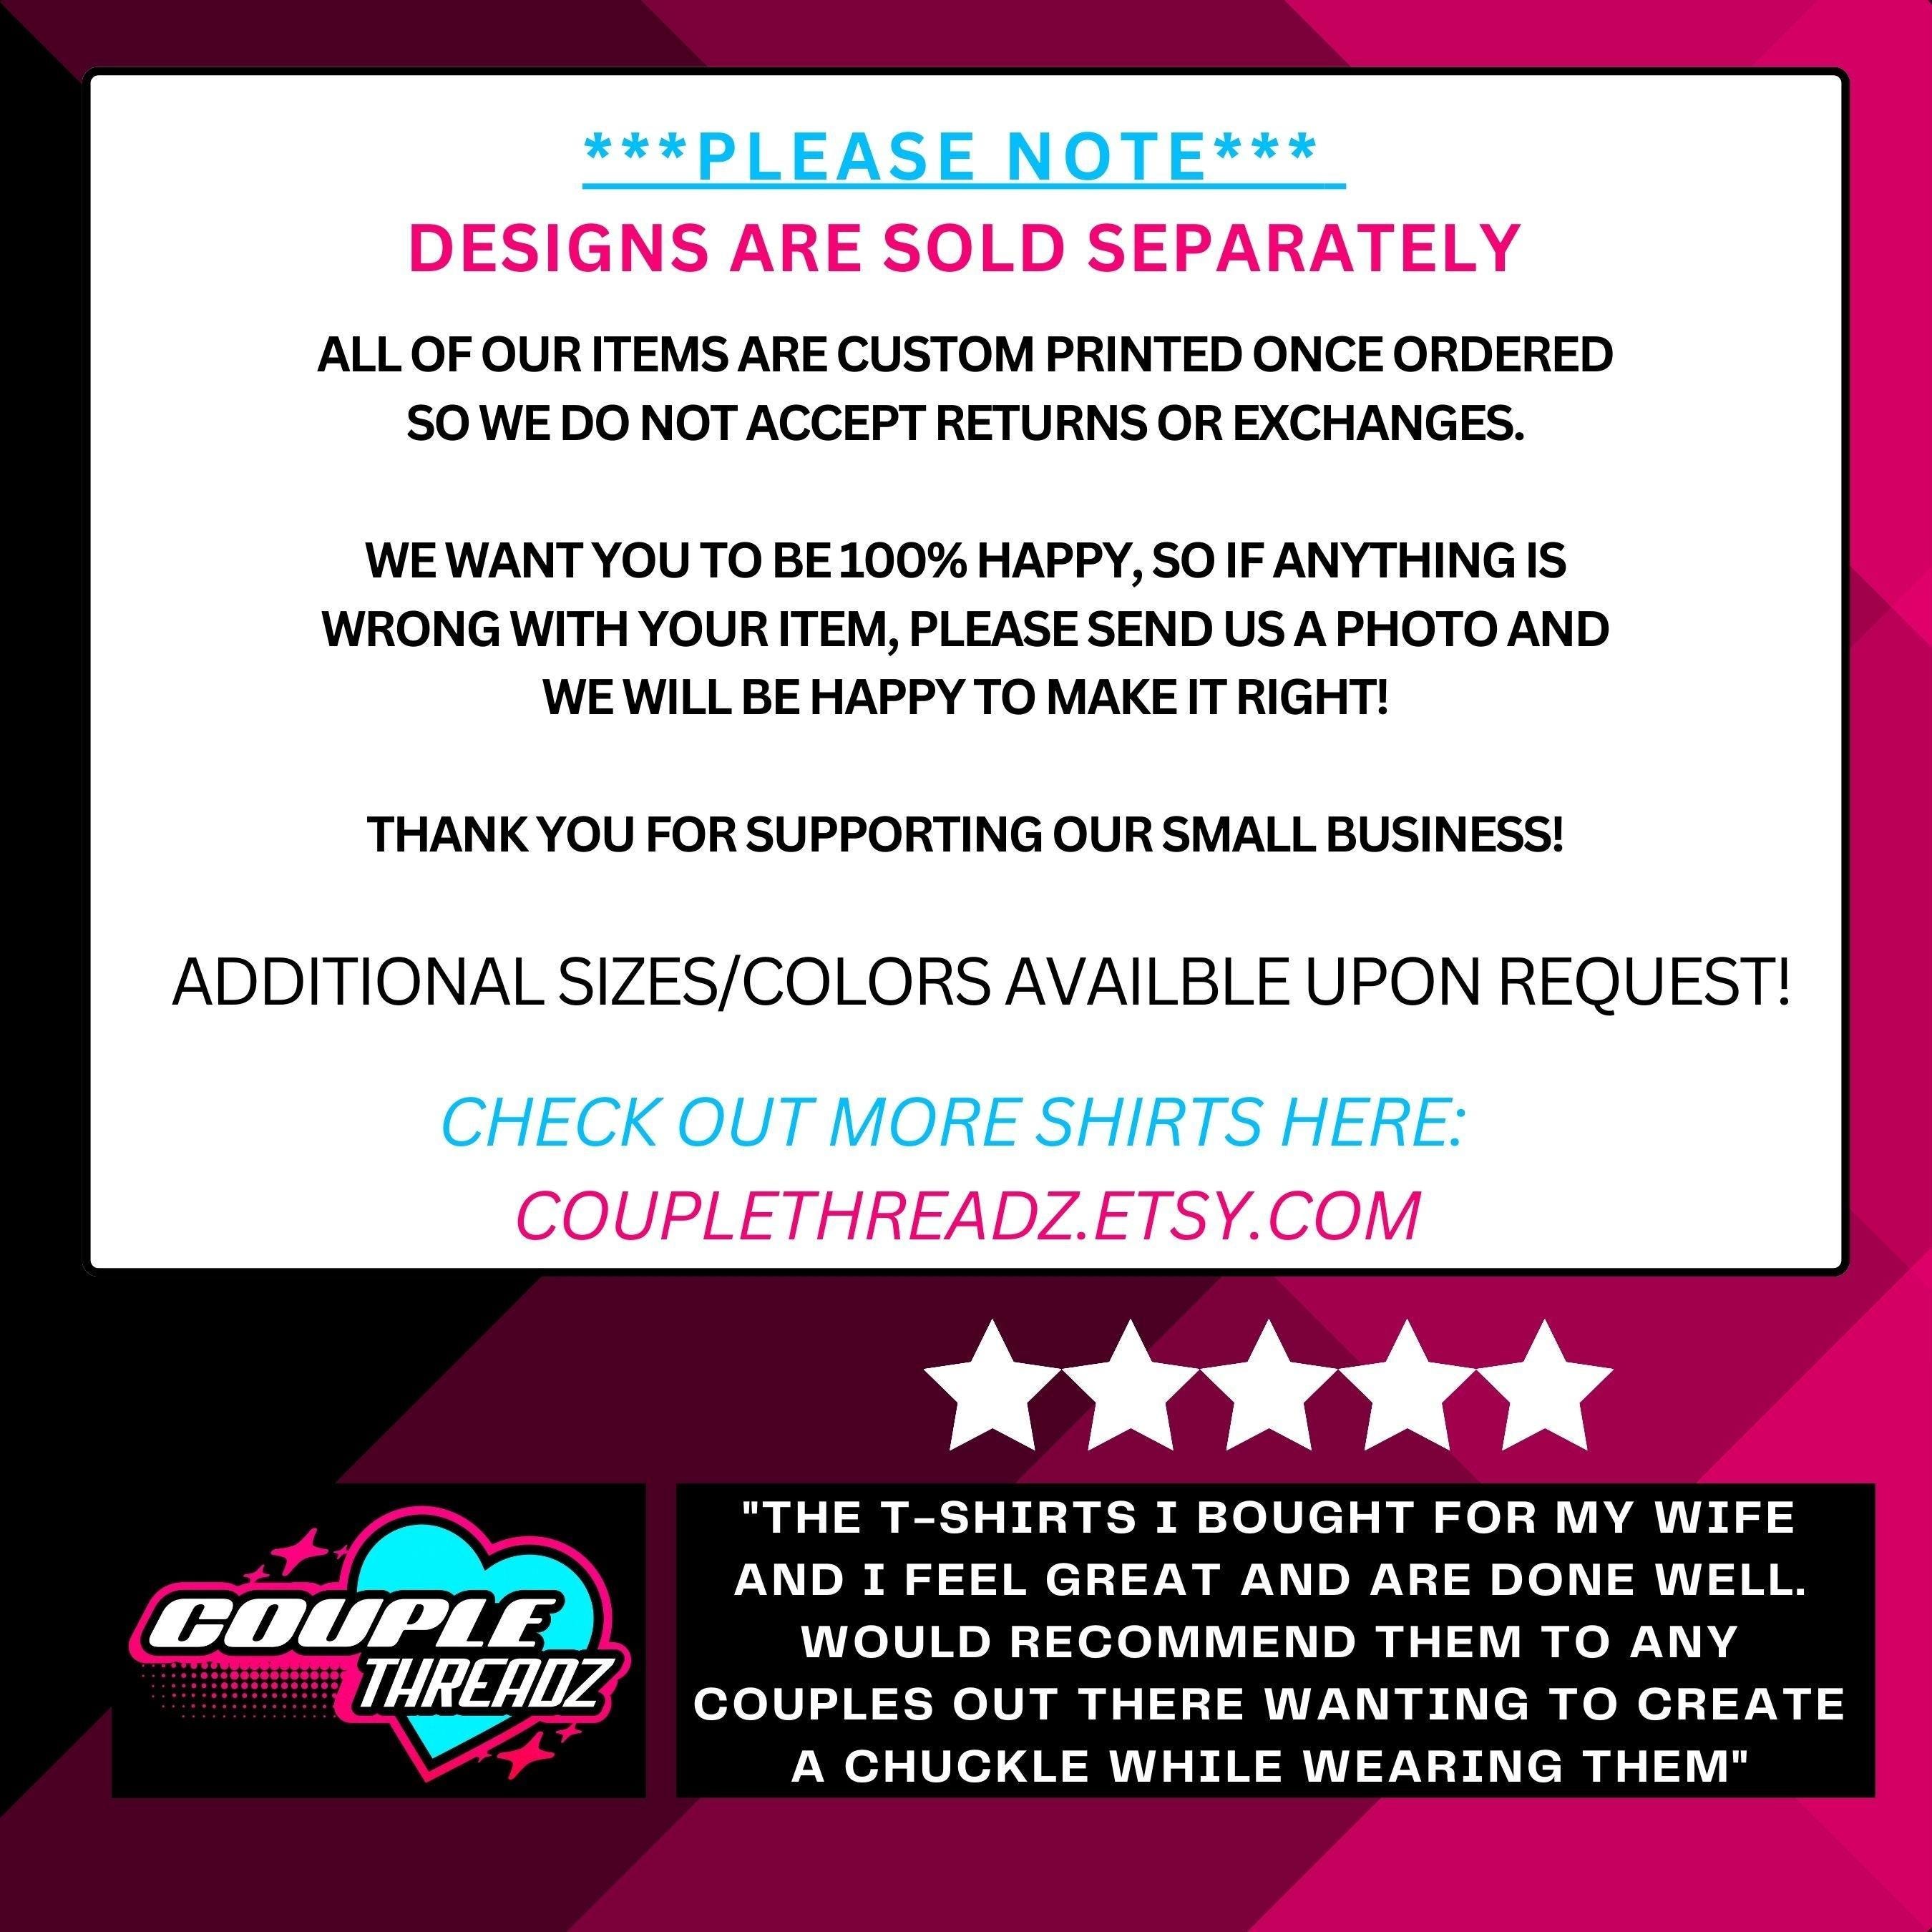 ***PLEASE NOTE***
DESIGNS ARE SOLD SEPARATELY
ALL OF OUR ITEMS ARE CUSTOM PRINTED ONCE ORDERED
SO WE DO NOT ACCEPT RETURNS OR EXCHANGES.
WE WANT YOU TO BE 100% HAPPY, SO IF ANYTHING IS
WRONG WITH YOUR ITEM, PLEASE SEND US A PHOTO AND
WE WILL BE HAPPY TO MAKE IT RIGHT!
THANK YOU FOR SUPPORTING OUR SMALL BUSINESS!
ADDITIONAL SIZES/COLORS AVAILBLE UPON REQUEST!
CHECK OUT MORE SHIRTS HERE:
COUPLETHREADZ.ETSY.COM
COUPLE
THREADZ
"THE T-SHIRTS I BOUGHT FOR MY WIFE
AND I FEEL GREAT AND ARE DONE WELL.
WOULD RECOMMEND THEM TO ANY
COUPLES OUT THERE WANTING TO CREATE
A CHUCKLE WHILE WEARING THEM"